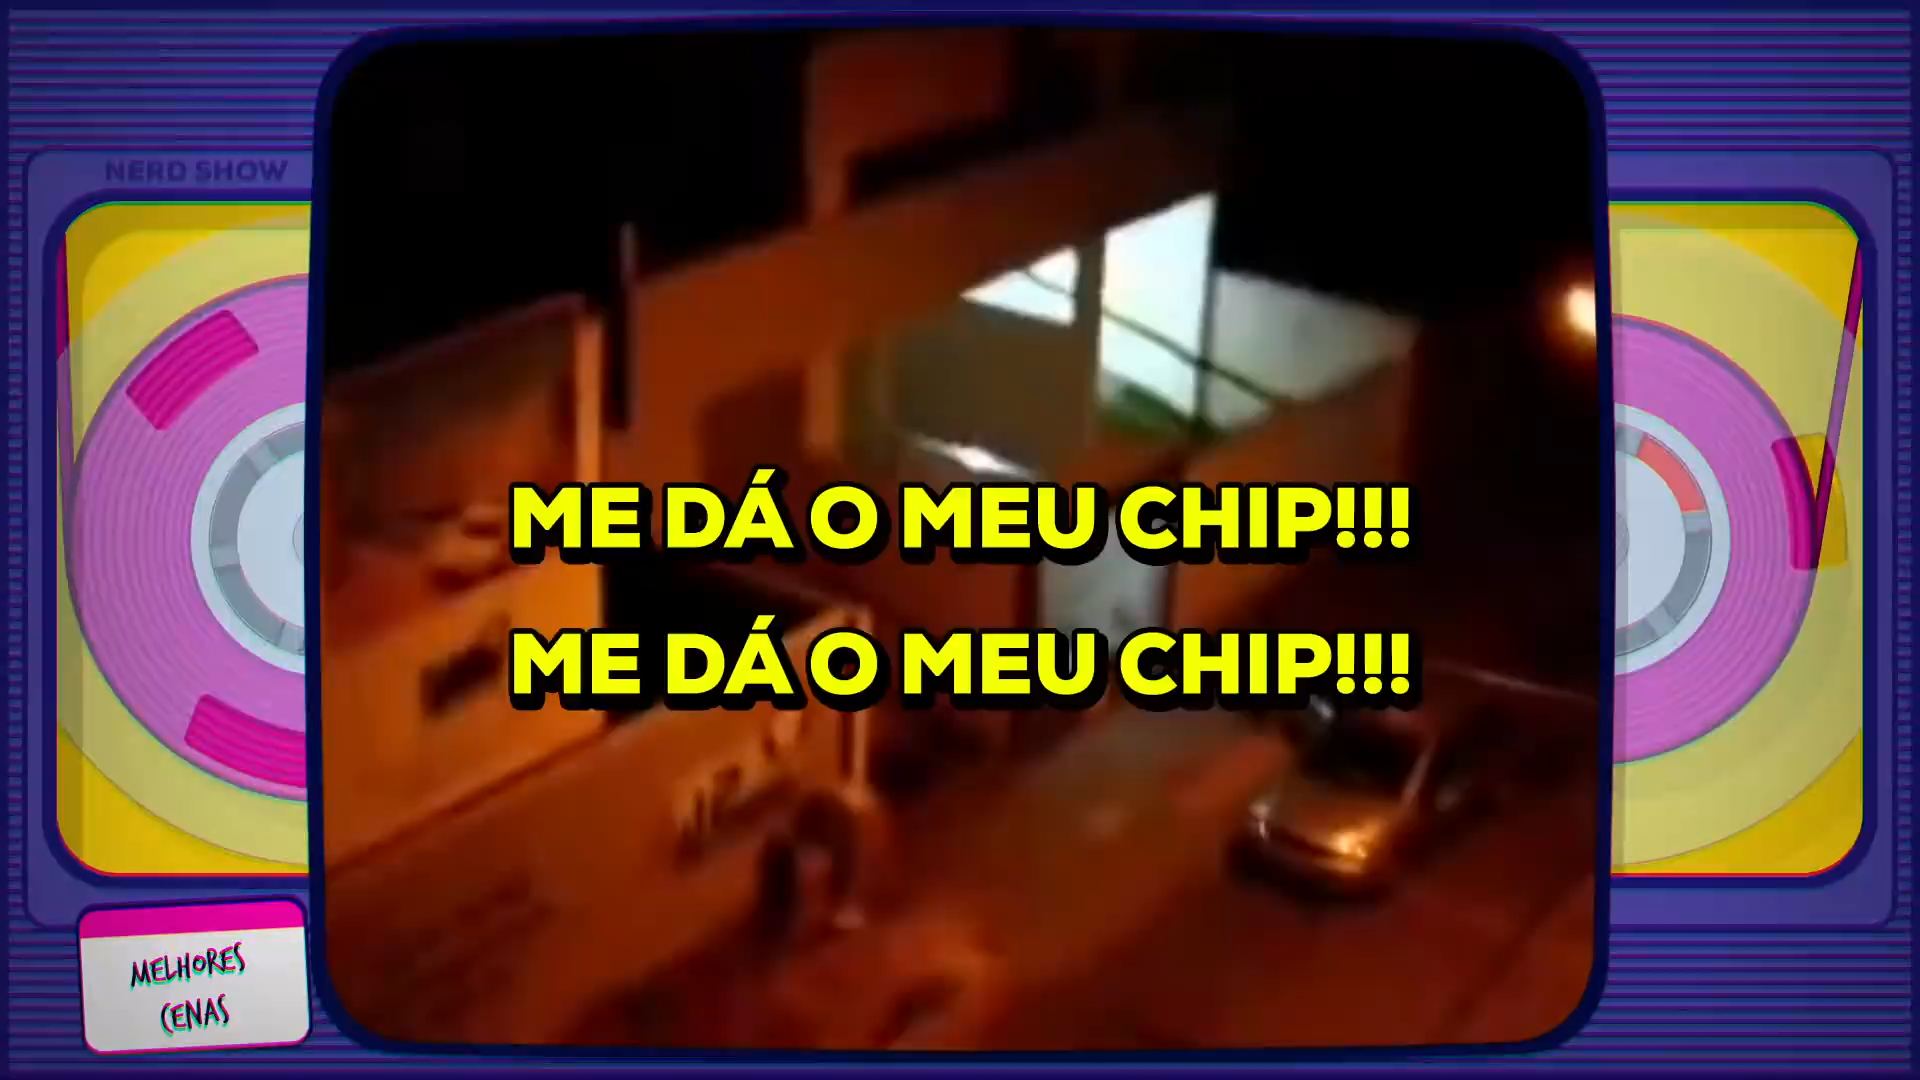 NERD SHOW
ME DÁ O MEU CHIP!!!
ME DÁ O MEU CHIP!!!
MELHORES
CENAS